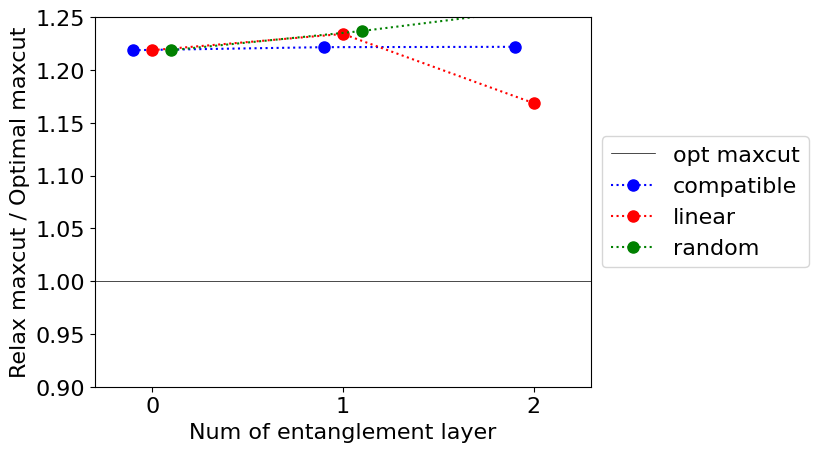 Relax maxcut / Optimal maxcut
1.25
1.20
1.15
1.10
1.05
1.00
0.95
0.90
0
1
2
Num of entanglement layer
opt maxcut
compatible
linear
random